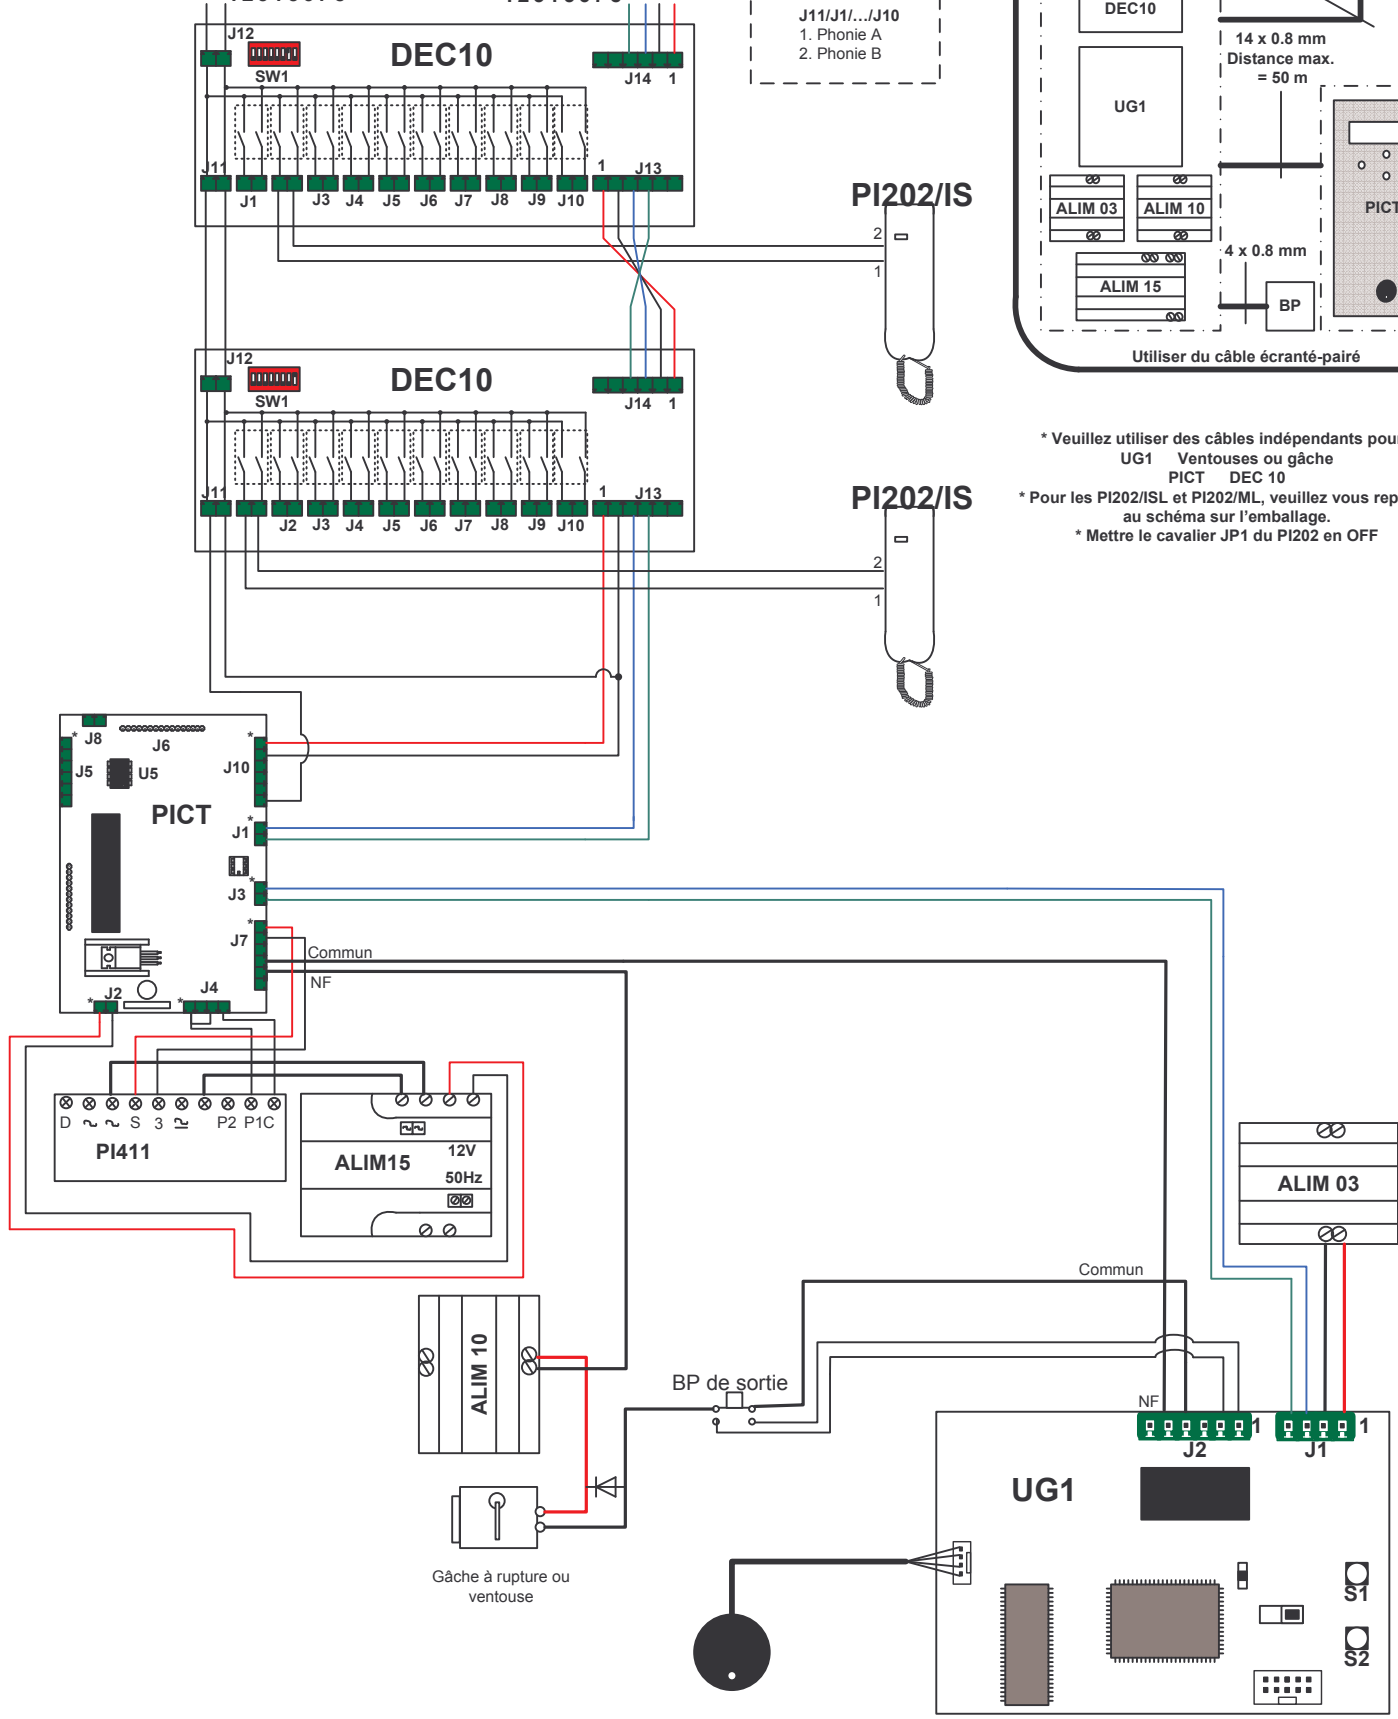 J12
SW1
DEC10
J14 1
J11
J1
J3 J4 J5 J6 J7 J8 J9 J10
1 J13
J11/J1/.../J10
1. Phonie A
2. Phonie B
DEC10
14 x 0.8 mm
Distance max.
= 50 m
UG1
ALIM 03
ALIM 10
PICT
4 x 0.8 mm
ALIM 15
BP
Utiliser du câble écranté-pairé
PI202/IS
2
1
J12
SW1
DEC10
J14 1
J11
J2 J3 J4 J5 J6 J7 J8 J9 J10
1 J13
PI202/IS
2
1
* Veuillez utiliser des câbles indépendants pour
UG1 Ventouses ou gâche
PICT DEC 10
* Pour les PI202/ISL et PI202/ML, veuillez vous rep
au schéma sur l’emballage.
* Mettre le cavalier JP1 du PI202 en OFF
* J8
J6
*
J5
U5
J10
PICT
*
J1
*
J3
*
J7
Commun
NF
* J2
* J4
D S 3 P2 P1C
PI411
ALIM15
12V
50Hz
ALIM 03
ALIM 10
Commun
BP de sortie
NF
1
J2
1
J1
UG1
Gâche à rupture ou
ventouse
S1
S2